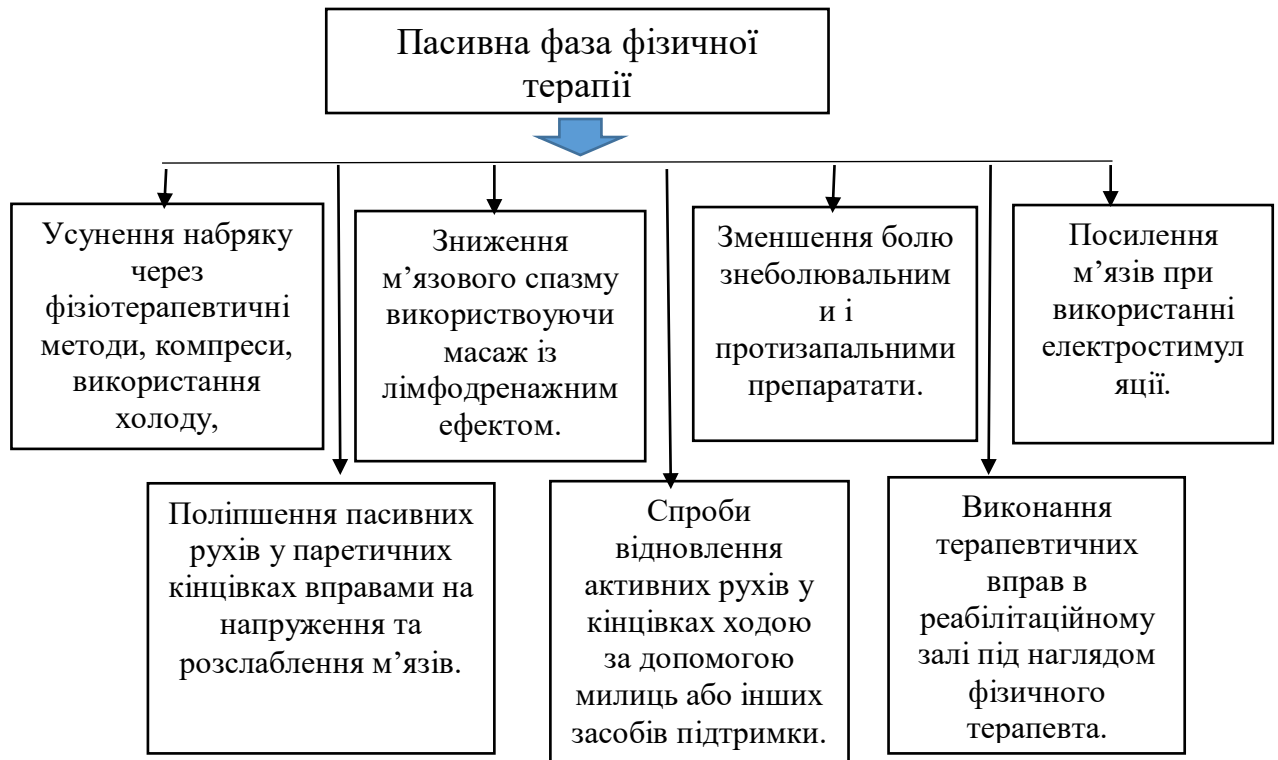 Пасивна фаза фізичної
терапії
Усунення набряку
через
фізіотерапевтичні
методи, компреси,
використання
холоду,
Зниження
м’язового спазму
використвоуючи
масаж із
лімфодренажним
ефектом.
Зменшення болю
знеболювальним
и і
протизапальними
препаратати.
Посилення
м’язів при
використанні
електростимул
яції.
Поліпшення пасивних
рухів у паретичних
кінцівках вправами на
напруження та
розслаблення м’язів.
Спроби
відновлення
активних рухів у
кінцівках ходою
за допомогою
милиць або інших
засобів підтримки.
Виконання
терапевтичних
вправ в
реабілітаційному
залі під наглядом
фізичного
терапевта.